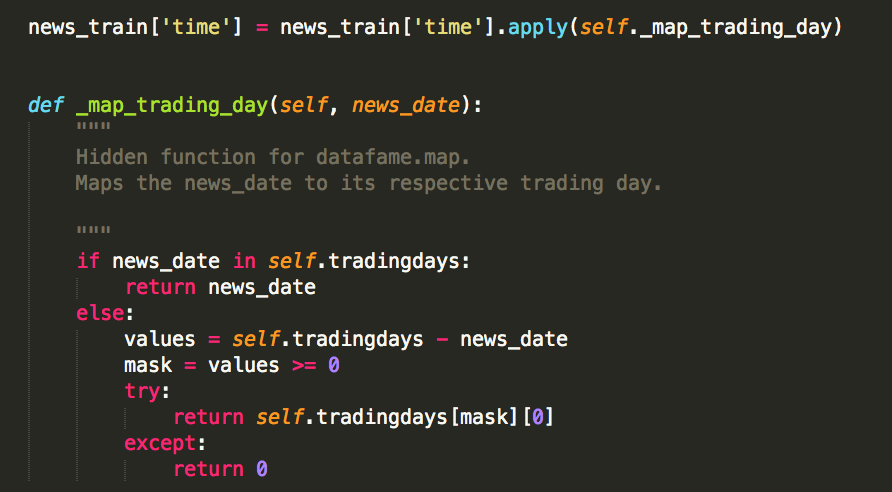 news_train['time'] = news_train['time'].apply(self._map_trading_day)
def _map_trading_day(self, news_date):
"""
Hidden function for datafame.map.
Maps the news_date to its respective trading day.
"""
if news_date in self.tradingdays:
return news_date
else:
values = self.tradingdays - news_date
mask = values >= 0
try:
return self.tradingdays[mask][0]
except:
return 0